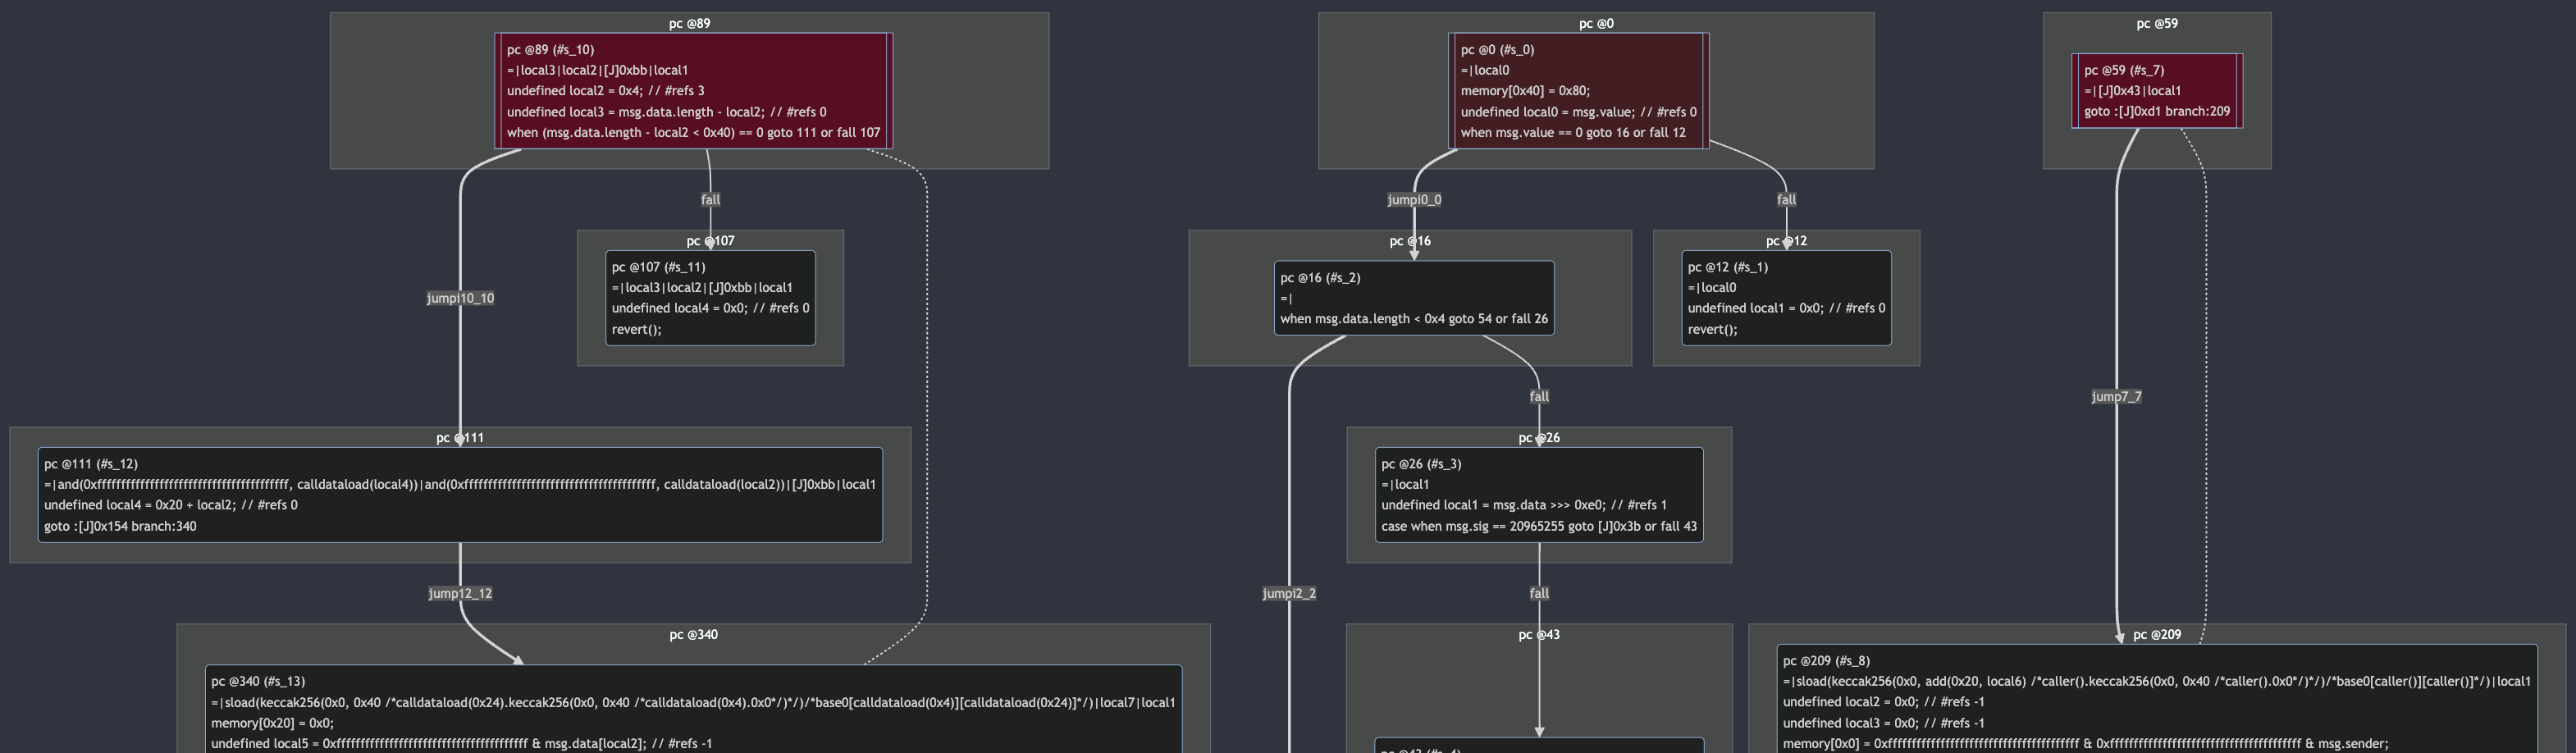 pc @89
pc @89 (#s_10)
=|local3|local2|[J]0xbb|local1
undefined local2 = 0x4; // #refs 3
undefined local3 = msg.data.length - local2; // #refs 0
when (msg.data.length - local2 < 0x40) == 0 goto 111 or fall 107
pc @0
pc @0 (#s_0)
=|local0
memory[0x40] = 0x80;
undefined local0 = msg.value; // #refs 0
when msg.value == 0 goto 16 or fall 12
pc @59
pc @59 (#s_7)
=|[J]0x43|local1
goto :[J]0xd1 branch:209
fall
jumpi0_0
fall
pc @107
pc @107 (#s_11)
=|local3|local2|[J]0xbb|local1
undefined local4 = 0x0; // #refs 0
revert();
pc @16
pc @16 (#s_2)
=|
when msg.data.length < 0x4 goto 54 or fall 26
pc @12
pc @12 (#s_1)
=|local0
undefined local1 = 0x0; // #refs 0
revert();
jumpi10_10
fall
jump7_7
pc @111
pc @111 (#s_12)
=|and(0xffffffffffffffffffffffffffffffffffffffff, calldataload(local4))|and(0xffffffffffffffffffffffffffffffffffffffff, calldataload(local2))|[J]0xbb|local1
undefined local4 = 0x20 + local2; // #refs 0
goto :[J]0x154 branch:340
pc @26
pc @26 (#s_3)
=|local1
undefined local1 = msg.data >>> 0xe0; // #refs 1
case when msg.sig == 20965255 goto [J]0x3b or fall 43
jump12_12
jumpi2_2
fall
pc @340
pc @340 (#s_13)
=|sload(keccak256(0x0, 0x40 /*calldataload(0x24).keccak256(0x0, 0x40 /*calldataload(0x4).0x0*/)*/)/*base0[calldataload(0x4)][calldataload(0x24)]*/)|local7|local1
memory[0x20] = 0x0;
undefined local5 = 0xffffffffffffffffffffffffffffffffffffffff & msg.data[local2]; // #refs -1
pc @43
pc @209
pc @209 (#s_8)
=|sload(keccak256(0x0, add(0x20, local6) /*caller().keccak256(0x0, 0x40 /*caller().0x0*/)*/)/*base0[caller()][caller()]*/)|local1
undefined local2 = 0x0; // #refs -1
undefined local3 = 0x0; // #refs -1
memory[0x0] = 0xffffffffffffffffffffffffffffffffffffffff & 0xffffffffffffffffffffffffffffffffffffffff & msg.sender;